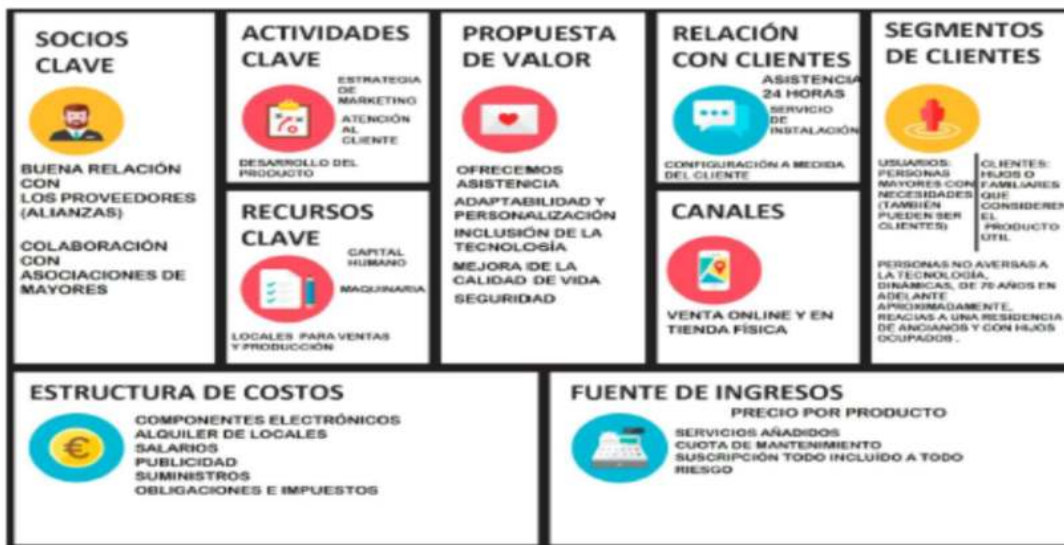 SOCIOS
CLAVE
BUENA RELACIÓN
CON
LOS PROVEEDORES
(ALIANZAS)
COLABORACIÓN
CON
ASOCIACIONES DE
MAYORES
ACTIVIDADES
CLAVE
ESTRATEGIA
DE
MARKETING
ATENCIÓN
AL
CLIENTE
DESARROLLO DEL
PRODUCTO
RECURSOS
CLAVE
CAPITAL
HUMANO
MAQUINARIA
LOCALES PARA VENTAS
Y PRODUCCIÓN
PROPUESTA
DE VALOR
OFRECEMOS
ASISTENCIA
ADAPTABILIDAD Y
PERSONALIZACIÓN
INCLUSIÓN DE LA
TECNOLOGÍA
MEJORA DE LA
CALIDAD DE VIDA
SEGURIDAD
RELACIÓN
CON CLIENTES
ASISTENCIA
24 HORAS
SERVICIO
DE
INSTALACIÓN
CONFIGURACIÓN A MEDIDA
DEL CLIENTE
CANALES
VENTA ONLINE Y EN
TIENDA FÍSICA
SEGMENTOS
DE CLIENTES
USUARIOS:
PERSONAS
MAYORES CON
NECESIDADES
(TAMBIÉN
PUEDEN SER
CLIENTES)
CLIENTES:
HIJOS O
FAMILIARES
QUE
CONSIDEREN
EL
PRODUCTO
ÚTIL
PERSONAS NO AVERSAS A
LA TECNOLOGÍA,
DINÁMICAS, DE 70 AÑOS EN
ADELANTE
APROXIMADAMENTE,
REACIAS A UNA RESIDENCIA
DE ANCIANOS Y CON HIJOS
OCUPADOS .
ESTRUCTURA DE COSTOS
COMPONENTES ELECTRÓNICOS
ALQUILER DE LOCALES
SALARIOS
PUBLICIDAD
SUMINISTROS
OBLIGACIONES E IMPUESTOS
FUENTE DE INGRESOS
PRECIO POR PRODUCTO
SERVICIOS AÑADIDOS
CUOTA DE MANTENIMIENTO
SUSCRIPCIÓN TODO INCLUÍDO A TODO
RIESGO